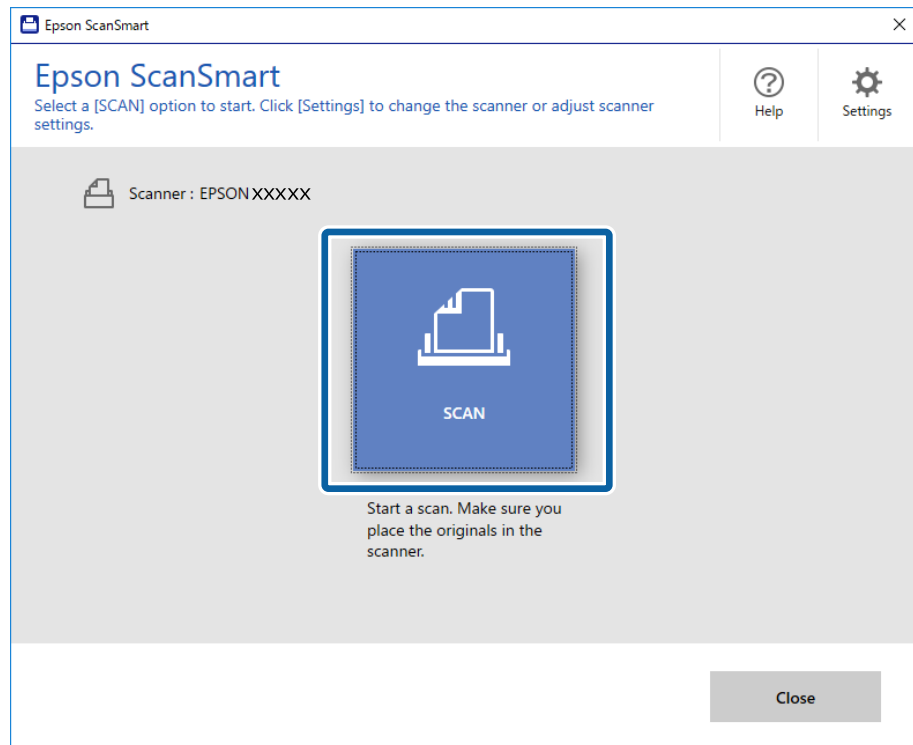 Epson ScanSmart
Epson ScanSmart
Select a [SCAN] option to start. Click [Settings] to change the scanner or adjust scanner
settings.
Help
Settings
Scanner : EPSON XXXXX
SCAN
Start a scan. Make sure you
place the originals in the
scanner.
Close